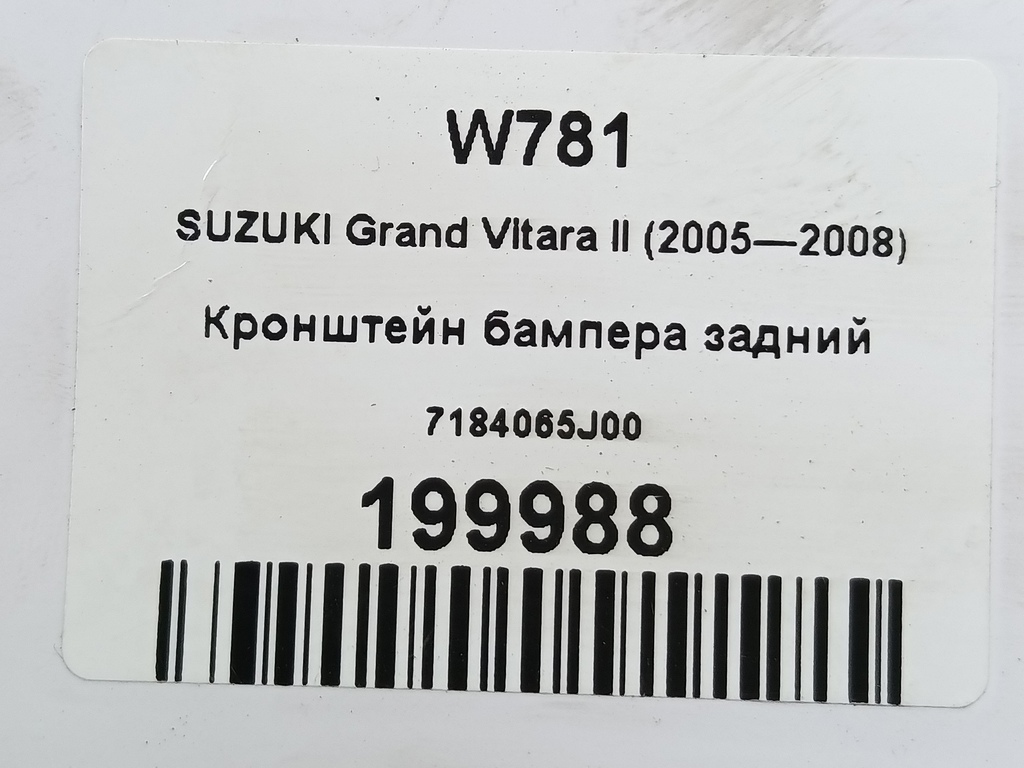 W781
SUZUKI Grand VItara II (2005—2008)
Кронштейн бампера задний
7184065J00
199988